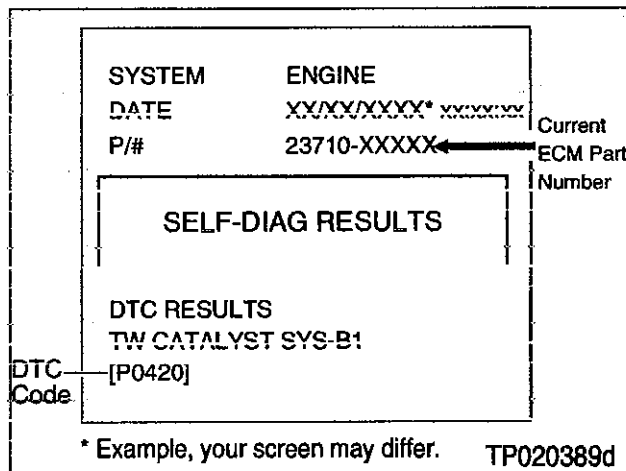 SYSTEM ENGINE
DATE XX/XX/XXXX* xx:xx:xx
P/# 23710-XXXXX
Current
ECM Part
Number
SELF-DIAG RESULTS
DTC RESULTS
TW CATALYST SYS-B1
DTC
Code
[P0420]
* Example, your screen may differ.
TP020389d